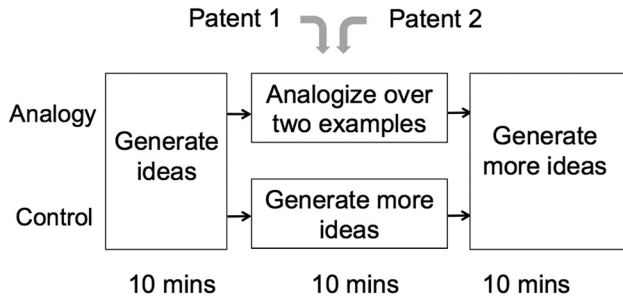 Patent 1 Patent 2
Analogy
Control
Generate
ideas
Analogize over
two examples
Generate more
ideas
Generate
more ideas
10 mins 10 mins 10 mins